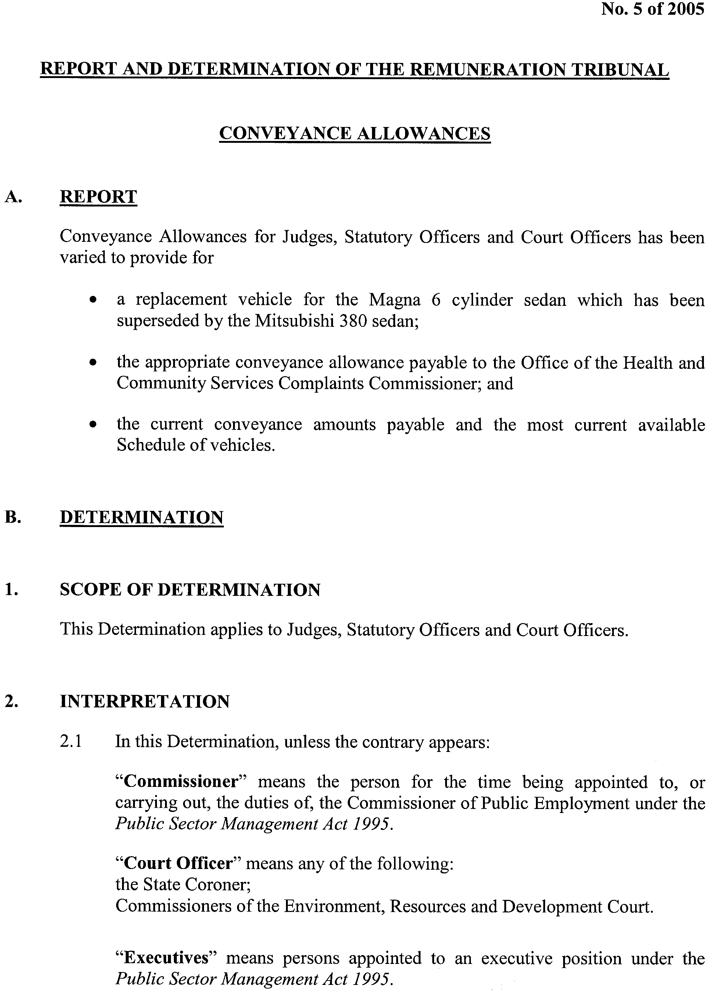 No. 5 of 2005
REPORT AND DETERMINATION OF THE REMUNERATION TRIBUNAL
CONVEYANCE ALLOWANCES
A. REPORT
Conveyance Allowances for Judges, Statutory Officers and Court Officers has been
varied to provide for
• a replacement vehicle for the Magna 6 cylinder sedan which has been
superseded by the Mitsubishi 380 sedan;
• the appropriate conveyance allowance payable to the Office of the Health and
Community Services Complaints Commissioner; and
• the current conveyance amounts payable and the most current available
Schedule of vehicles.
B. DETERMINATION
1. SCOPE OF DETERMINATION
This Determination applies to Judges, Statutory Officers and Court Officers.
2. INTERPRETATION
2.1 In this Determination, unless the contrary appears:
“Commissioner” means the person for the time being appointed to, or
carrying out, the duties of, the Commissioner of Public Employment under the
Public Sector Management Act 1995.
“Court Officer” means any of the following:
the State Coroner;
Commissioners of the Environment, Resources and Development Court.
“Executives” means persons appointed to an executive position under the
Public Sector Management Act 1995.